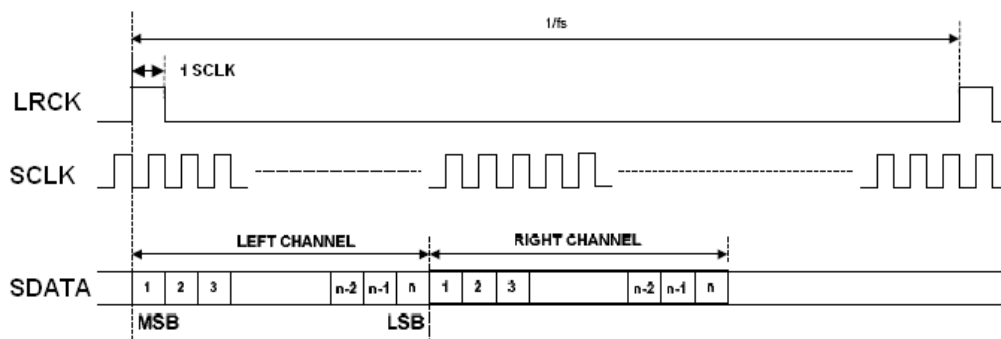 1/fs
1 SCLK
LRCK
SCLK
LEFT CHANNEL
RIGHT CHANNEL
SDATA
1 2 3 n-2 n-1 n 1 2 3 n-2 n-1 n
MSB LSB